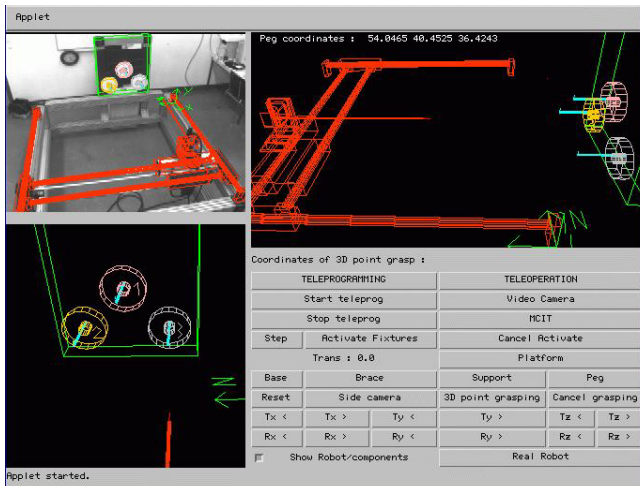 Applet
Peg coordinates : 54.0465 40.4525 36.4243
Coordinates of 3D point grasp :
TELEPROGRAMMING TELEOPERATION
Start teleprog Video Camera
Stop teleprog MCIT
Step Activate Fixtures Cancel Activate
Trans : 0.0 Platform
Base Brace Support Peg
Reset Side camera 3D point grasping Cancel grasping
Tx < Tx > Ty < Ty > Tz < Tz >
Rx < Rx > Ry < Ry > Rz < Rz >
Show Robot/components Real Robot
1
2 3
Applet started.